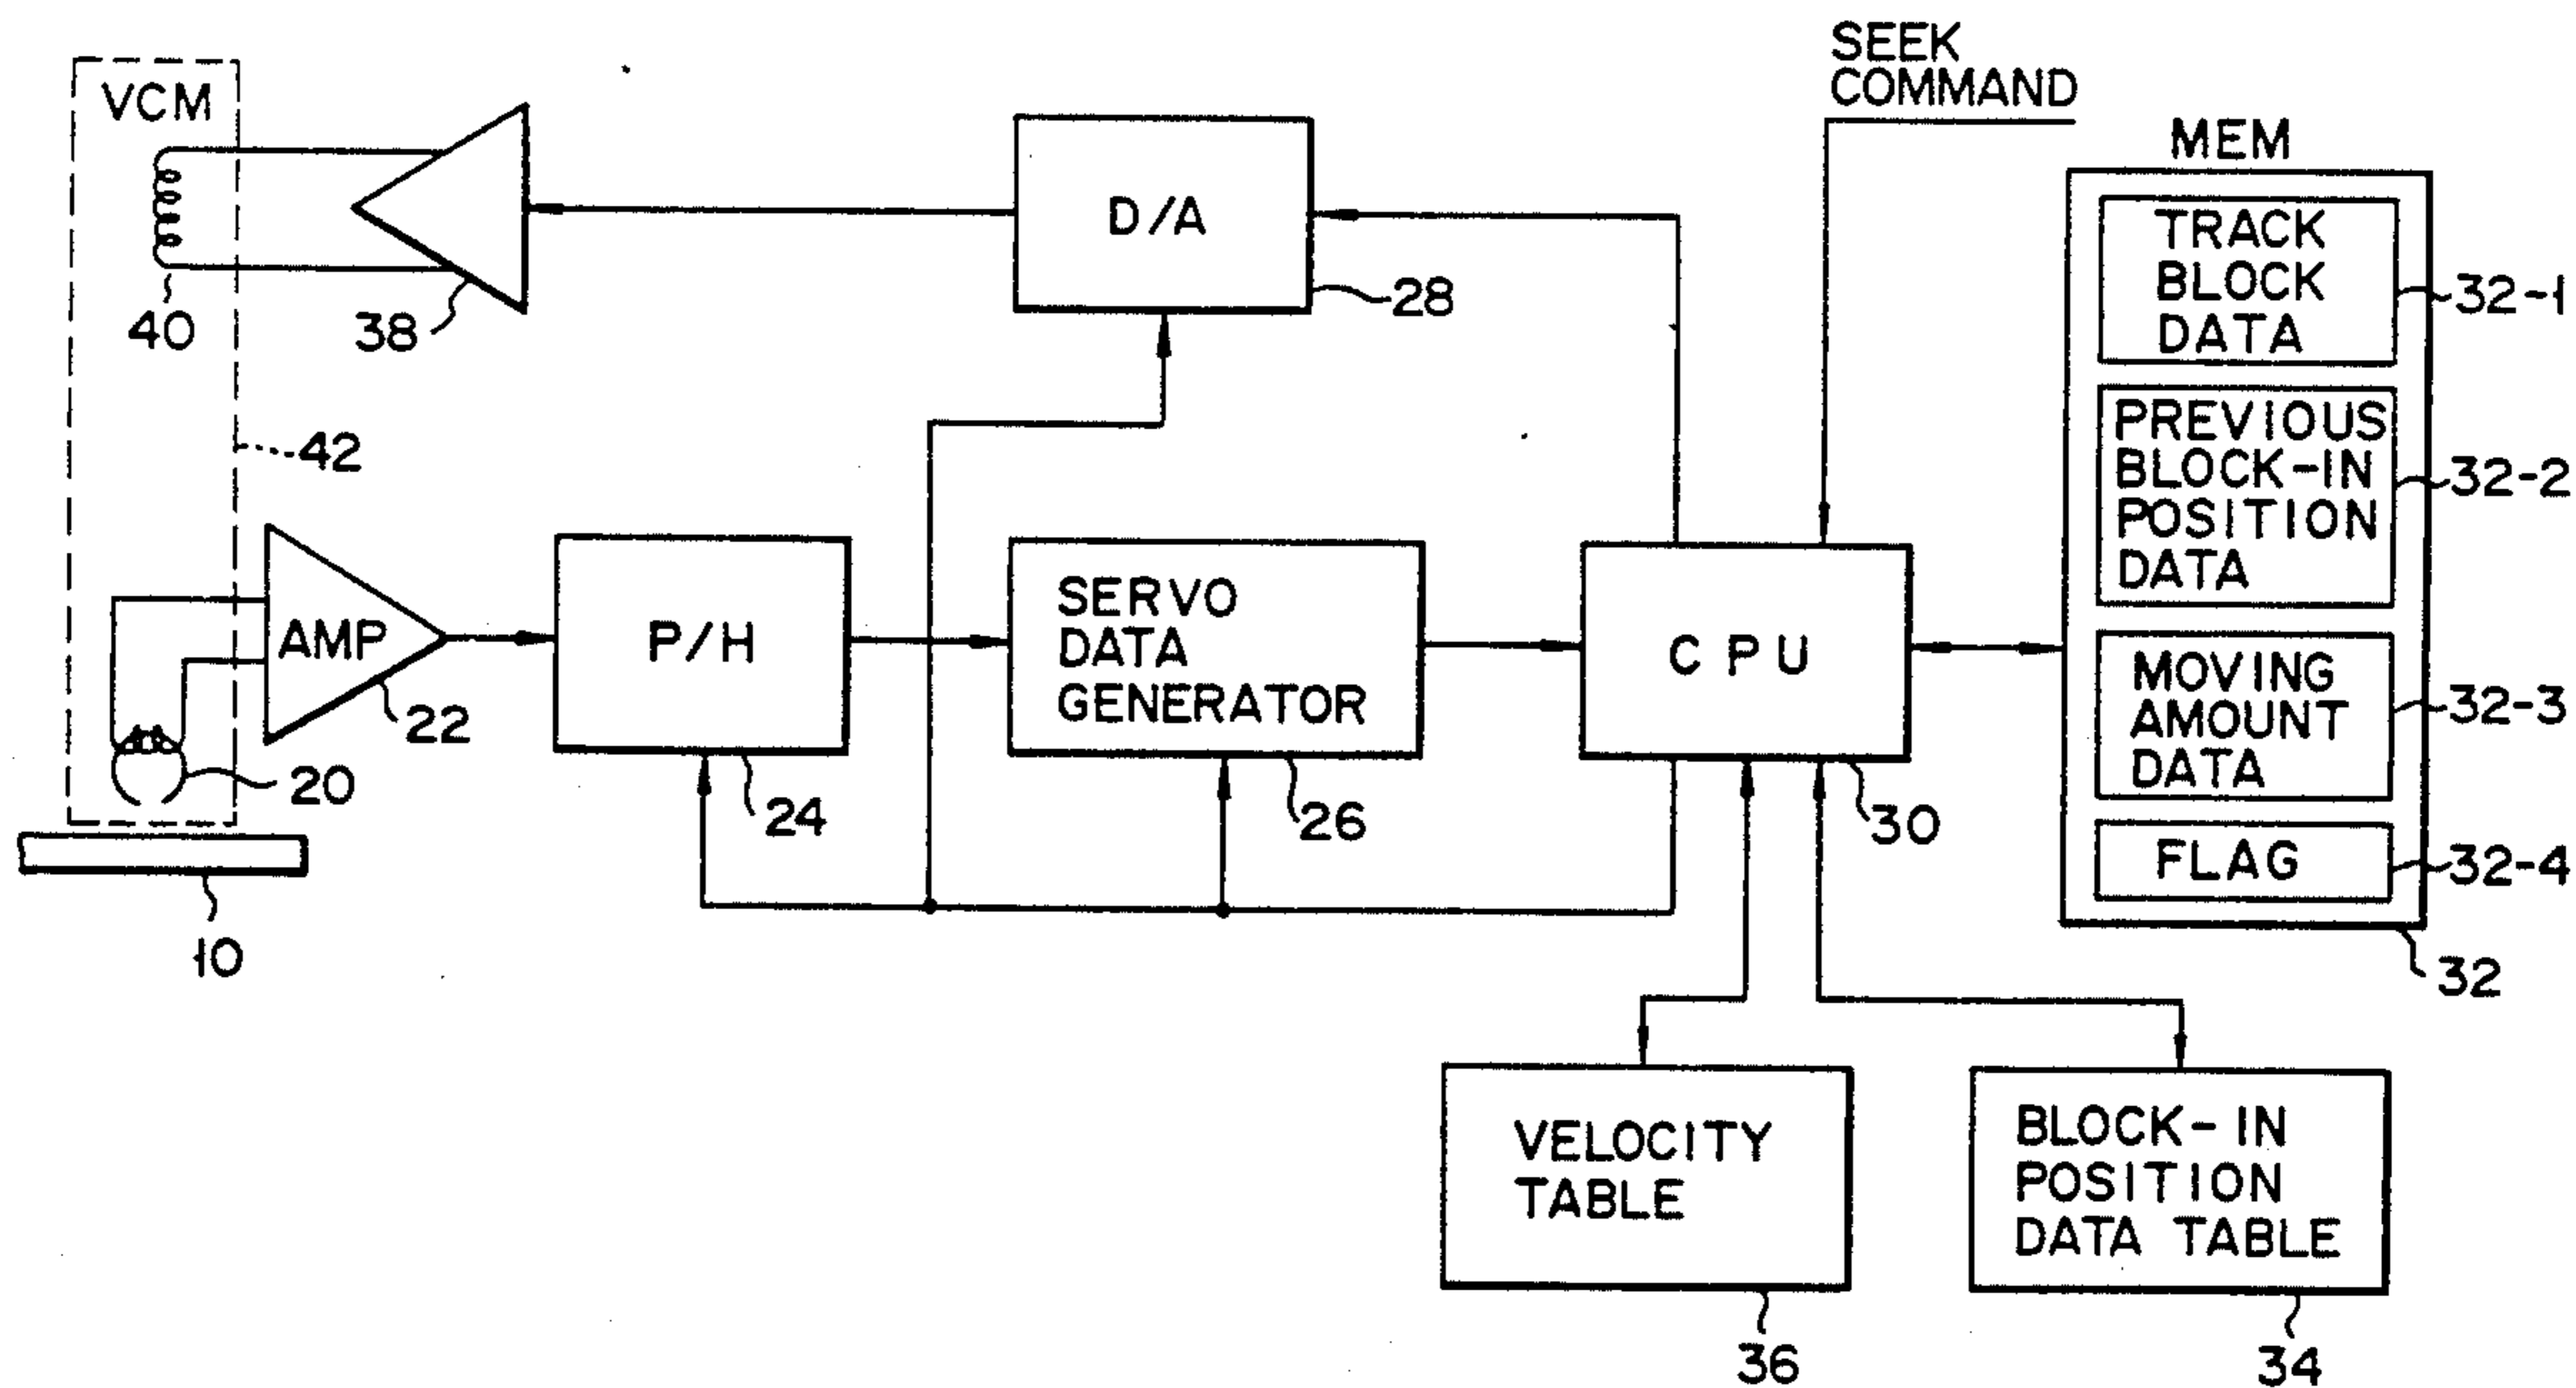 SEEK
COMMAND
VCM
MEM
D/A
TRACK
BLOCK
DATA
32-1
28
40
38
PREVIOUS
BLOCK-IN
POSITION
DATA
32-2
42
AMP
22
P/H
24
SERVO
DATA
GENERATOR
26
CPU
30
MOVING
AMOUNT
DATA
32-3
20
FLAG
32-4
10
32
VELOCITY
TABLE
36
BLOCK-IN
POSITION
DATA TABLE
34